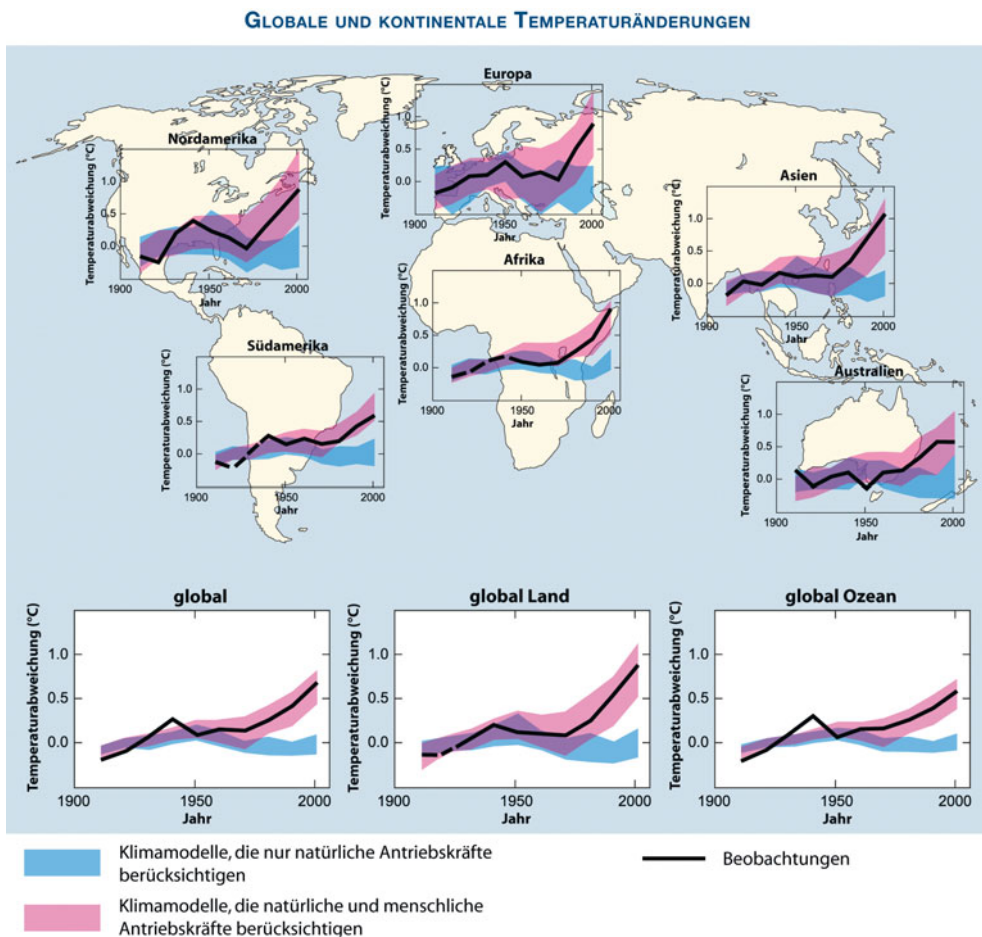 Globale und kontinentale Temperaturänderungen
Europa
Temperaturabweichung (°C)
1.0
0.5
0.0
1900
1950
2000
Jahr
Nordamerika
Temperaturabweichung (°C)
1.0
0.5
0.0
1900
1950
2000
Jahr
Asien
Temperaturabweichung (°C)
1.0
0.5
0.0
1900
1950
2000
Jahr
Afrika
Temperaturabweichung (°C)
1.0
0.5
0.0
1900
1950
2000
Jahr
Südamerika
Temperaturabweichung (°C)
1.0
0.5
0.0
1900
1950
2000
Jahr
Australien
Temperaturabweichung (°C)
1.0
0.5
0.0
1900
1950
2000
Jahr
global
Temperaturabweichung (°C)
1.0
0.5
0.0
1900
1950
2000
Jahr
global Land
Temperaturabweichung (°C)
1.0
0.5
0.0
1900
1950
2000
Jahr
global Ozean
Temperaturabweichung (°C)
1.0
0.5
0.0
1900
1950
2000
Jahr
Klimamodelle, die nur natürliche Antriebskräfte
berücksichtigen
Beobachtungen
Klimamodelle, die natürliche und menschliche
Antriebskräfte berücksichtigen